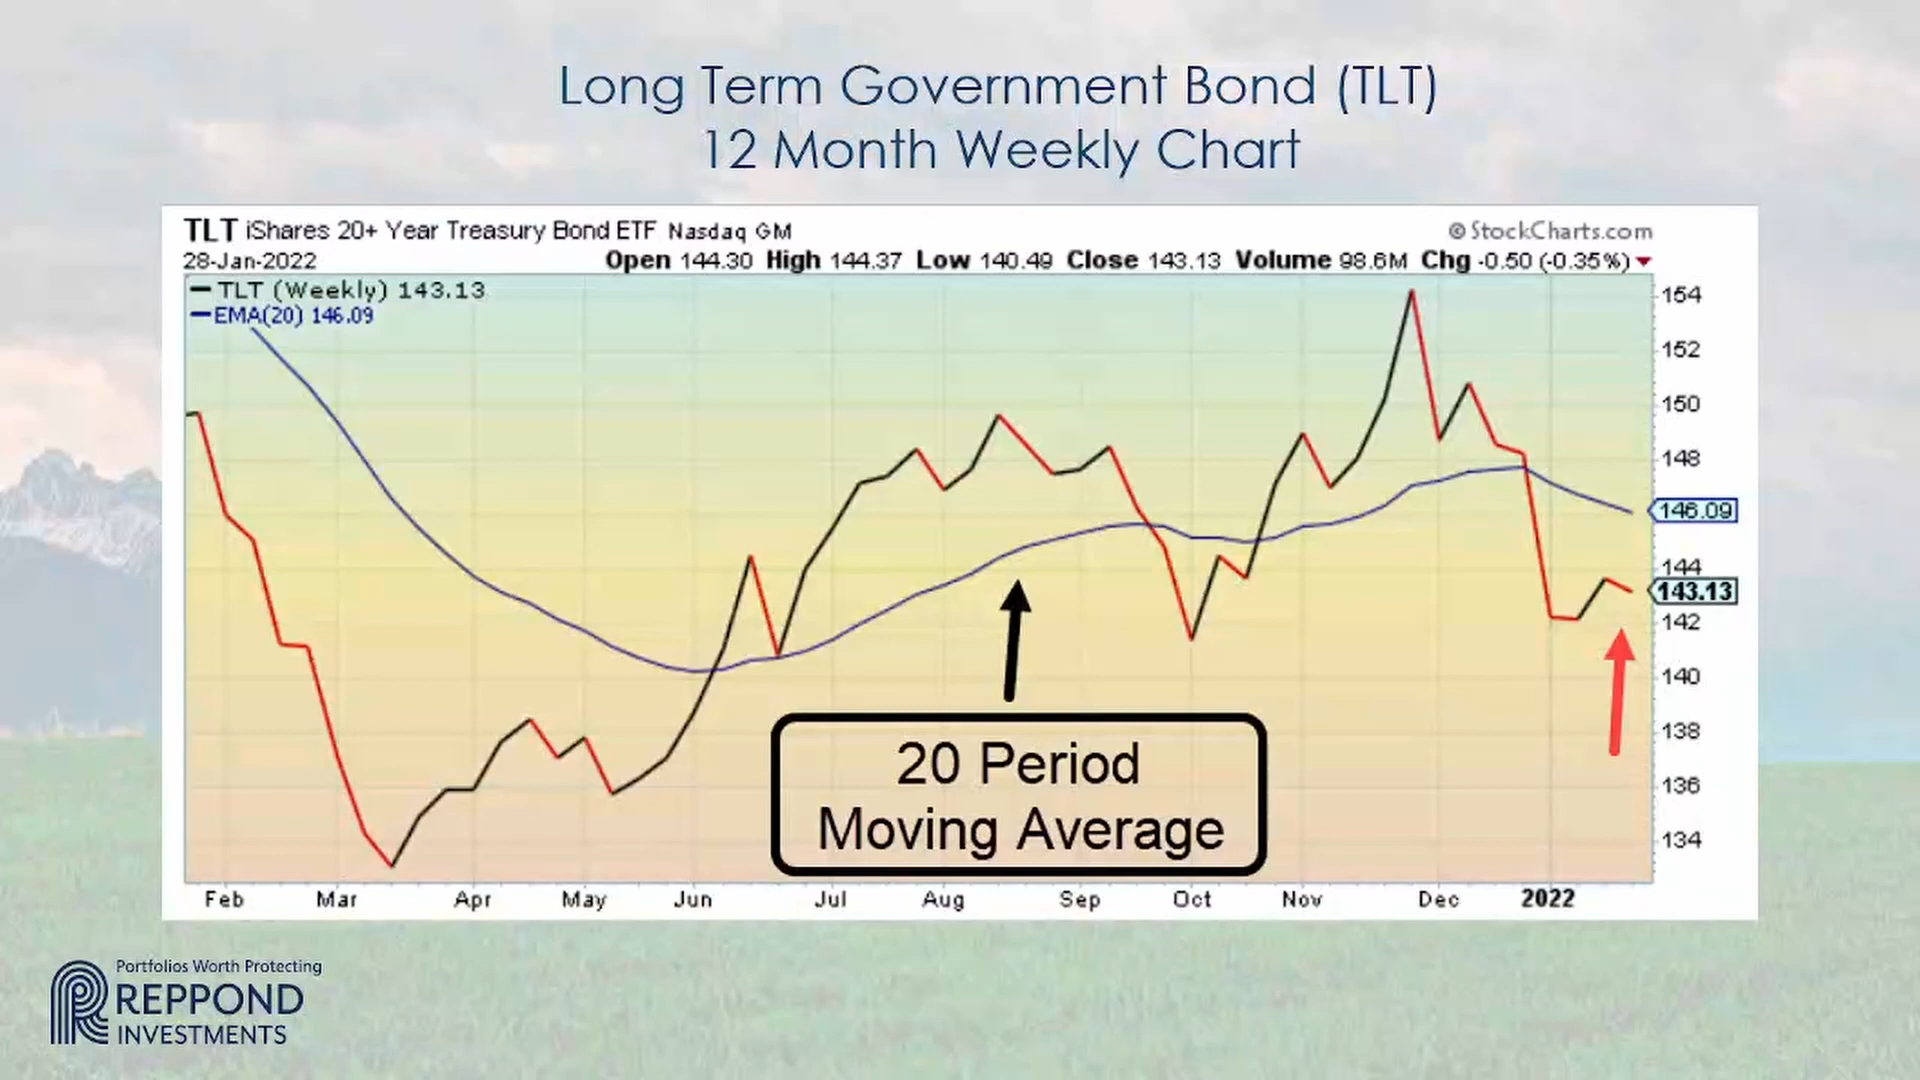 Long Term Government Bond (TLT)
12 Month Weekly Chart
TLT iShares 20+ Year Treasury Bond ETF Nasdaq GM
© StockCharts.com
28-Jan-2022
Open 144.30 High 144.37 Low 140.49 Close 143.13 Volume 98.6M Chg -0.50 (-0.35%)
TLT (Weekly) 143.13
EMA(20) 146.09
154
152
150
148
146.09
144
143.13
142
140
138
136
134
20 Period
Moving Average
Feb Mar Apr May Jun Jul Aug Sep Oct Nov Dec 2022
Portfolios Worth Protecting
REPPOND
INVESTMENTS